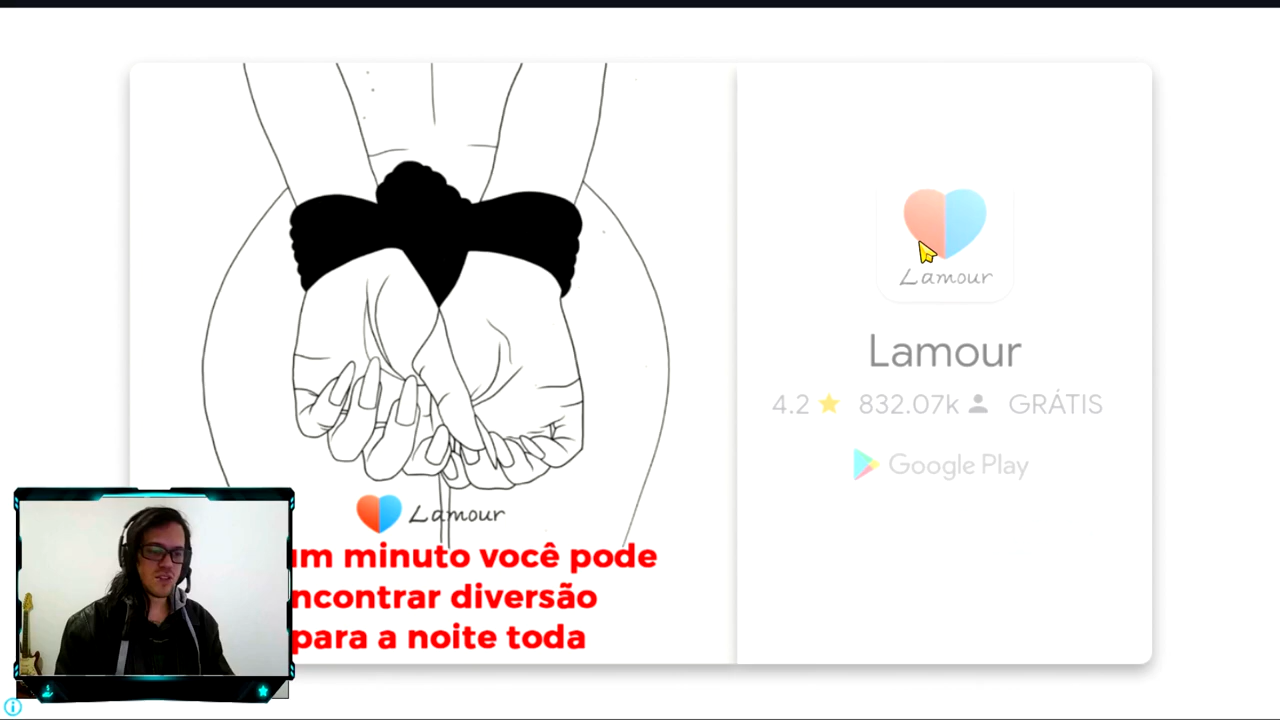 Lamour
um minuto você pode
ncontrar diversão
para a noite toda
Lamour
Lamour
4.2 832.07k GRÁTIS
Google Play